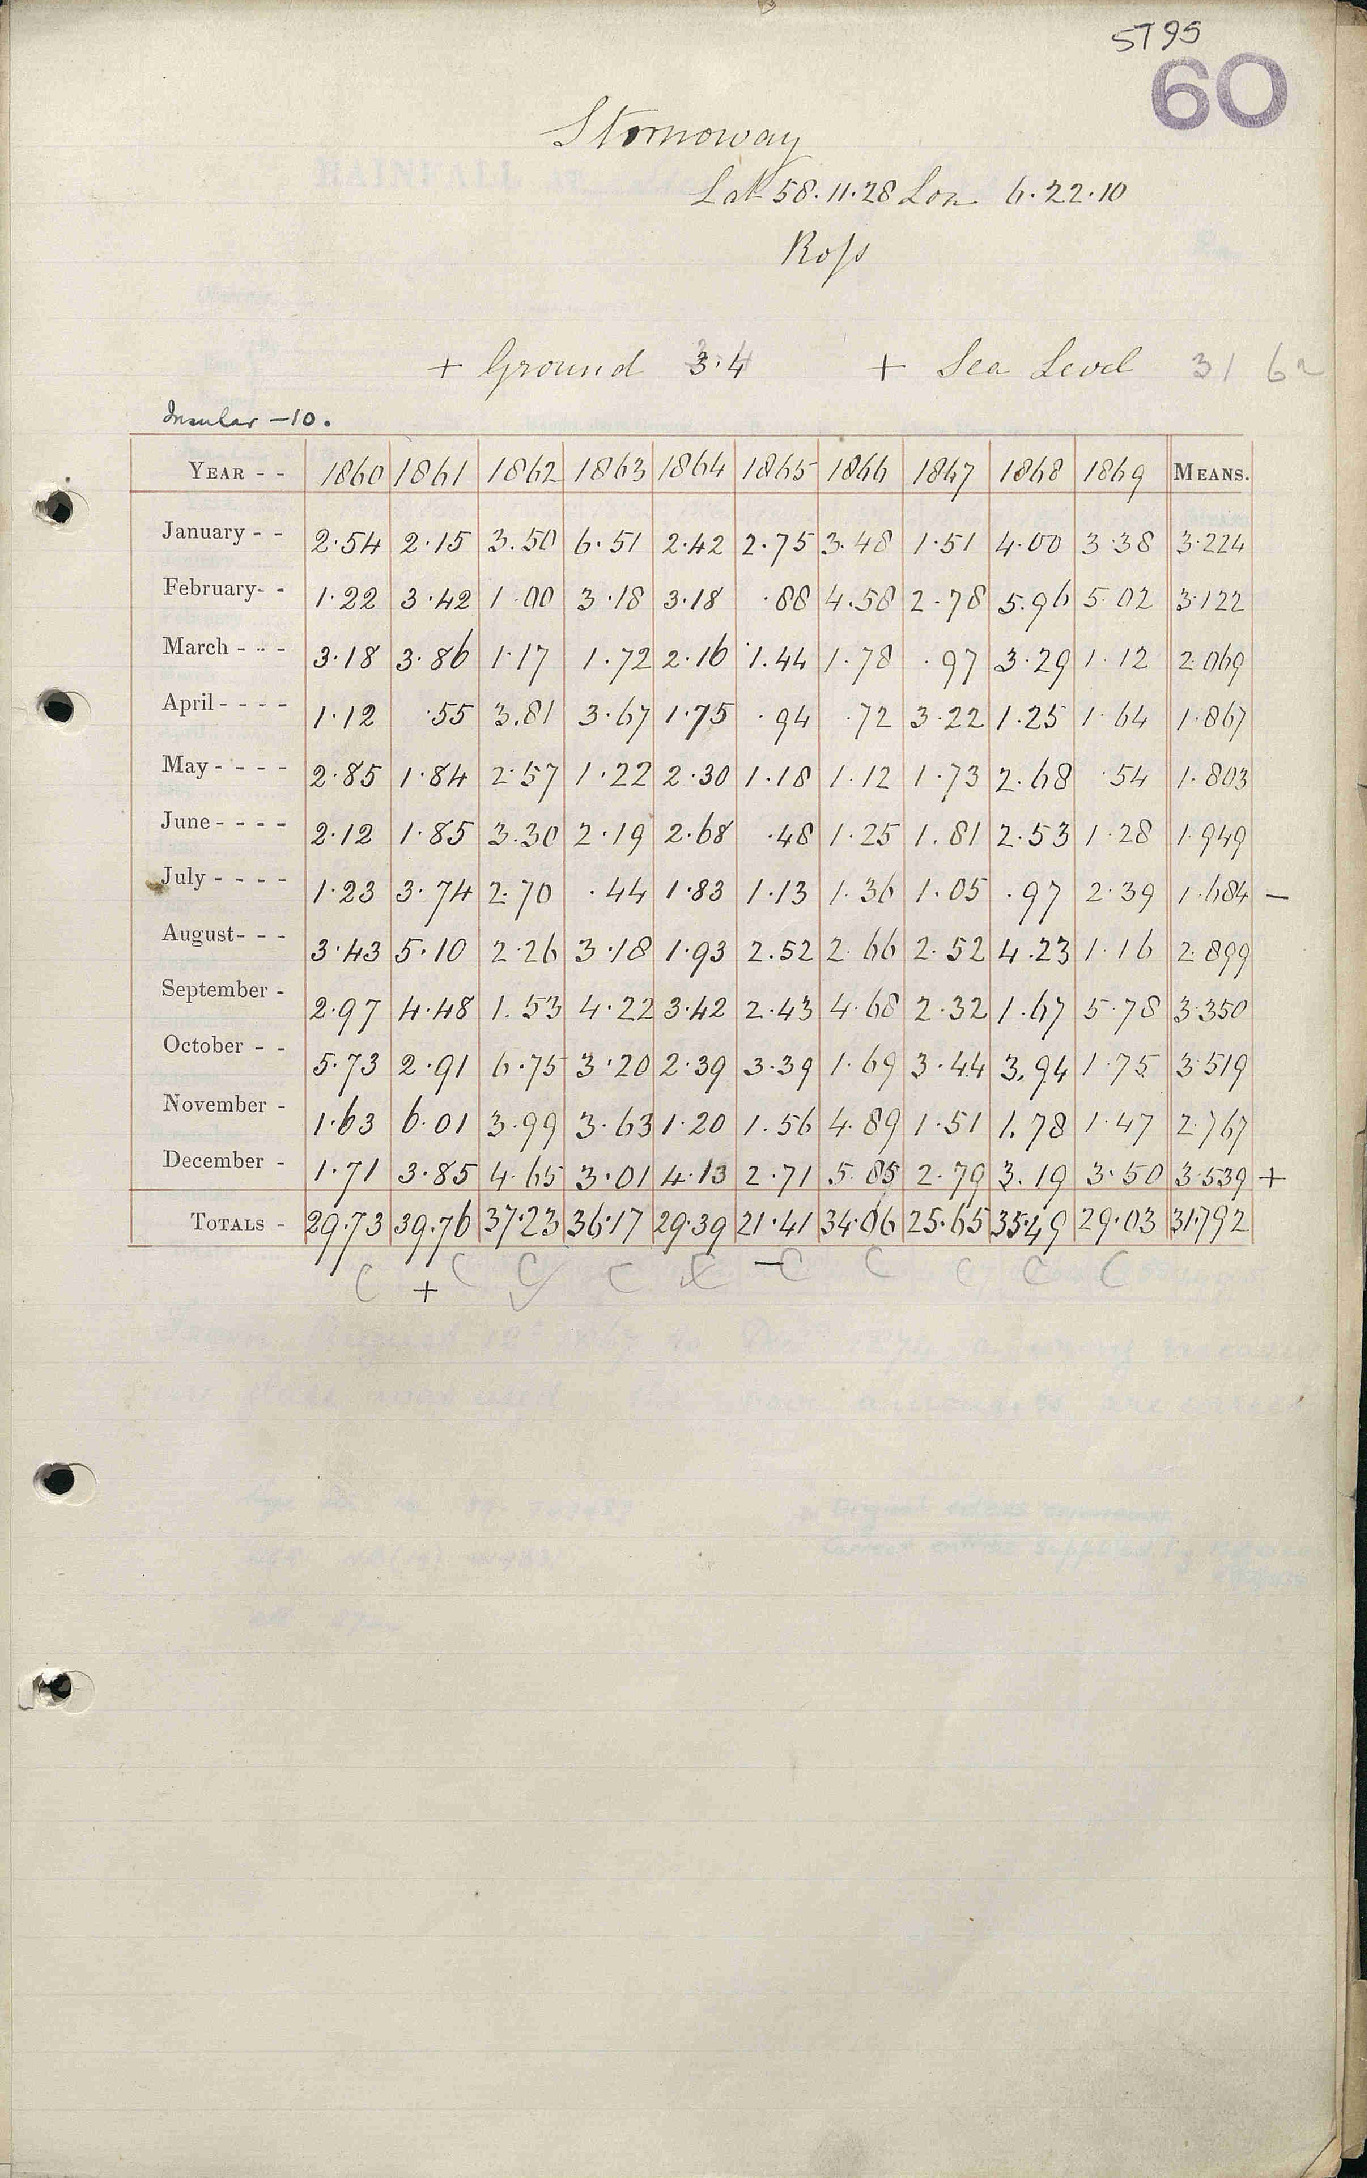 5T95
60
Stornoway
Lat 58.11.28 Lon 6.22.10
Ross
+ Ground 3.4 + Sea Level 31
Insular -10.
YEAR - - 1860 1861 1862 1863 1864 1865 1866 1867 1868 1869 MEANS.
January - - 2.54 2.15 3.50 6.51 2.42 2.75 3.48 1.51 4.00 3.38 3.224
February- - 1.22 3.42 1.00 3.18 3.18 .88 4.58 2.78 5.96 5.02 3.122
March - - - 3.18 3.86 1.17 1.72 2.16 1.44 1.78 .97 3.29 1.12 2.069
April - - - - 1.12 .55 3.81 3.67 1.75 .94 .72 3.22 1.25 1.64 1.867
May - - - - 2.85 1.84 2.57 1.22 2.30 1.18 1.12 1.73 2.68 .54 1.803
June - - - - 2.12 1.85 3.30 2.19 2.68 .48 1.25 1.81 2.53 1.28 1.949
July - - - - 1.23 3.74 2.70 .44 1.83 1.13 1.36 1.05 .97 2.39 1.684 —
August- - - 3.43 5.10 2.26 3.18 1.93 2.52 2.66 2.52 4.23 1.16 2.899
September - 2.97 4.48 1.53 4.22 3.42 2.43 4.68 2.32 1.67 5.78 3.350
October - - 5.73 2.91 6.75 3.20 2.39 3.39 1.69 3.44 3.94 1.75 3.519
November - 1.63 6.01 3.99 3.63 1.20 1.56 4.89 1.51 1.78 1.47 2.767
December - 1.71 3.85 4.65 3.01 4.13 2.71 5.85 2.79 3.19 3.50 3.539 +
TOTALS - 29.73 39.76 37.23 36.17 29.39 21.41 34.06 25.65 35.49 29.03 31.792
C + C C C C — C C C C C